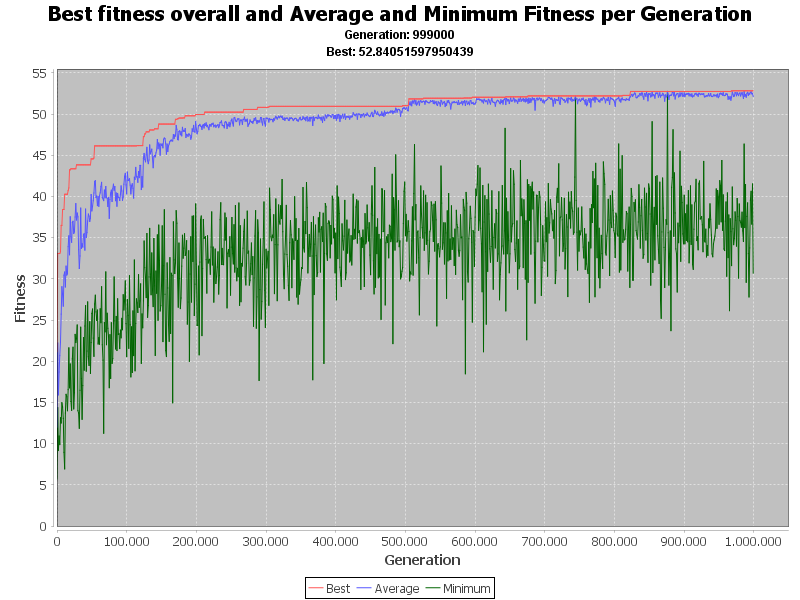 Best fitness overall and Average and Minimum Fitness per Generation
Generation: 999000
Best: 52.84051597950439
Fitness
55
50
45
40
35
30
25
20
15
10
5
0
0 100.000 200.000 300.000 400.000 500.000 600.000 700.000 800.000 900.000 1.000.000
Generation
Best Average Minimum